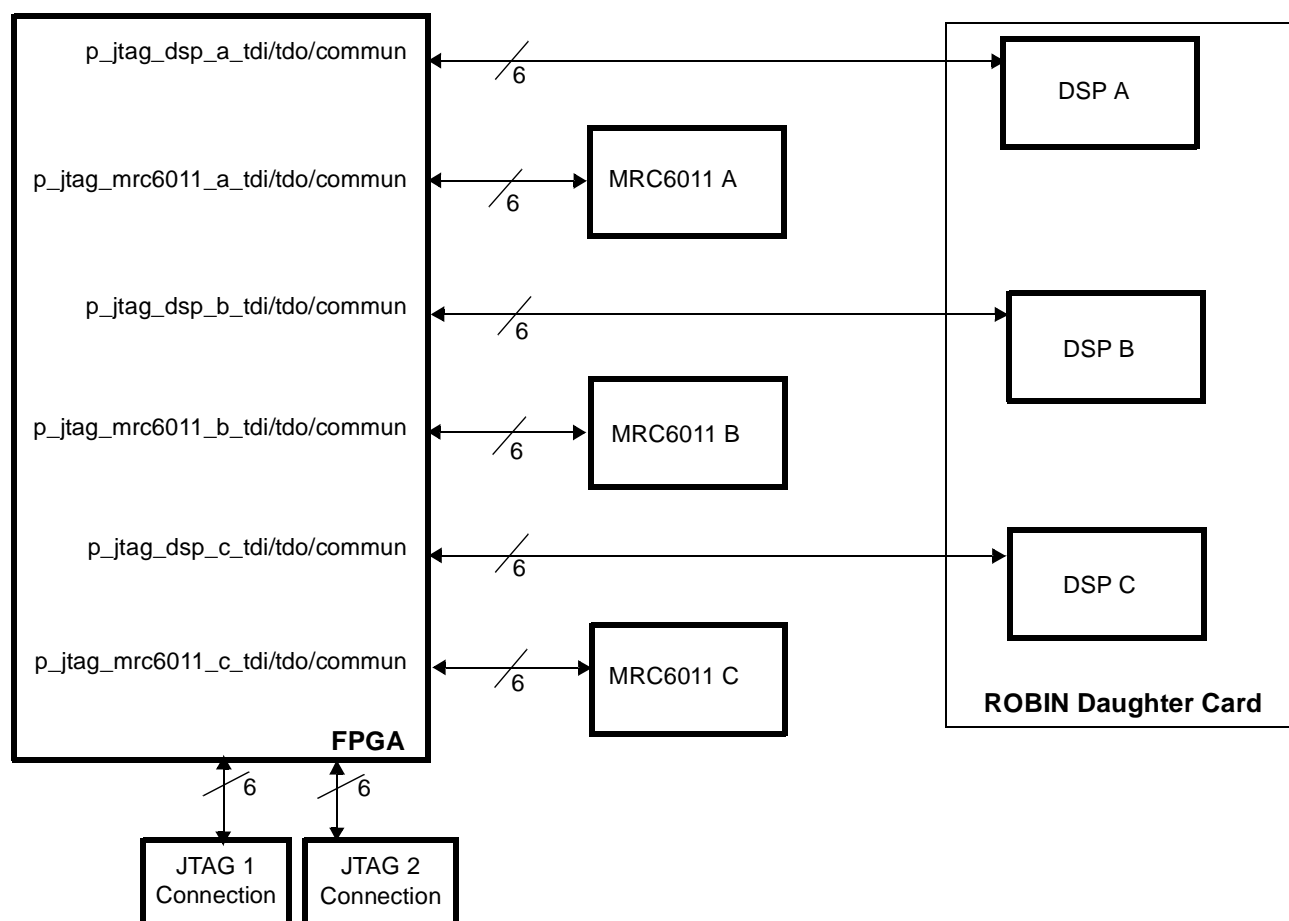 p_jtag_dsp_a_tdi/tdo/commun
6
DSP A
p_jtag_mrc6011_a_tdi/tdo/commun
6
MRC6011 A
p_jtag_dsp_b_tdi/tdo/commun
6
DSP B
p_jtag_mrc6011_b_tdi/tdo/commun
6
MRC6011 B
p_jtag_dsp_c_tdi/tdo/commun
6
DSP C
p_jtag_mrc6011_c_tdi/tdo/commun
6
MRC6011 C
ROBIN Daughter Card
FPGA
6
6
JTAG 1
Connection
JTAG 2
Connection